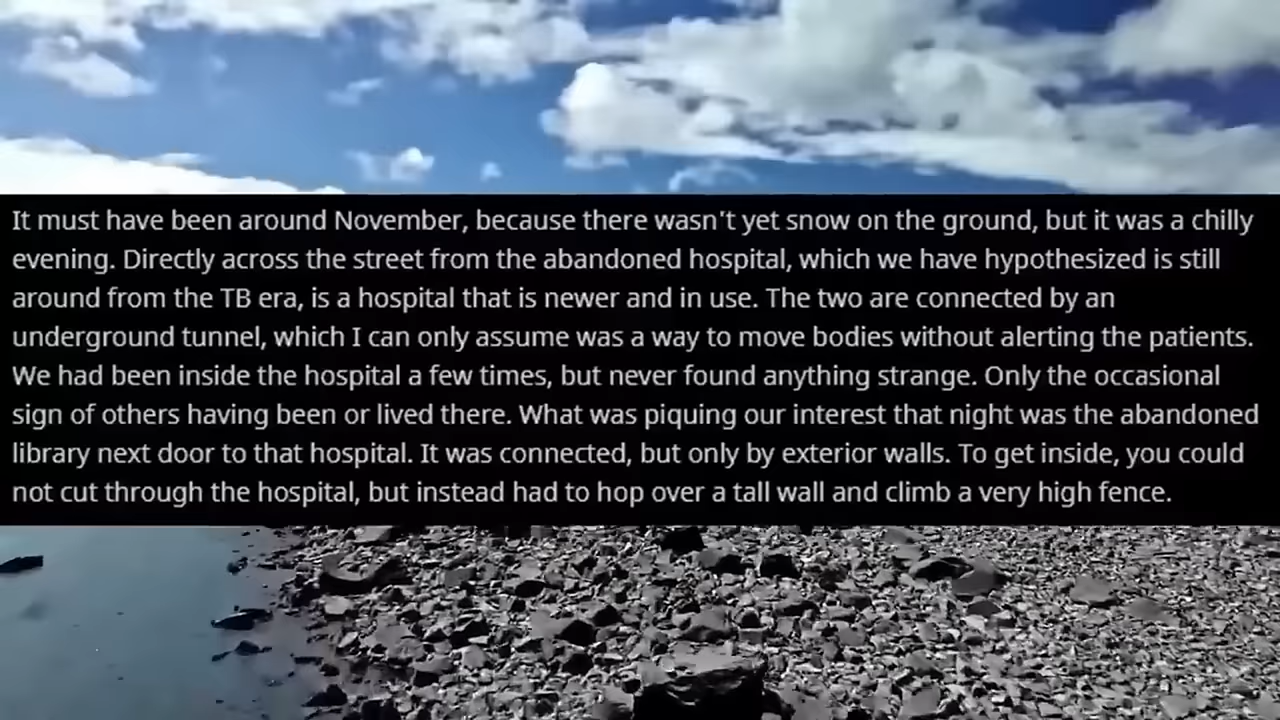 It must have been around November, because there wasn't yet snow on the ground, but it was a chilly
evening. Directly across the street from the abandoned hospital, which we have hypothesized is still
around from the TB era, is a hospital that is newer and in use. The two are connected by an
underground tunnel, which I can only assume was a way to move bodies without alerting the patients.
We had been inside the hospital a few times, but never found anything strange. Only the occasional
sign of others having been or lived there. What was piquing our interest that night was the abandoned
library next door to that hospital. It was connected, but only by exterior walls. To get inside, you could
not cut through the hospital, but instead had to hop over a tall wall and climb a very high fence.